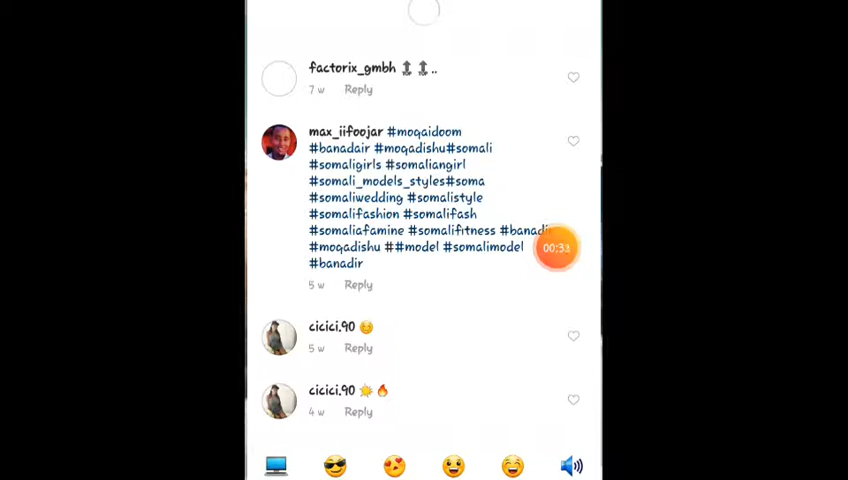 factorix_gmbh 🔝🔝..
7 w Reply
max_iifoojar #moqaidoom
#banadair #moqadishu#somali
#somaligirls #somaliangirl
#somali_models_styles#soma
#somaliwedding #somalistyle
#somalifashion #somalifash
#somaliafamine #somalifitness #banadir
#moqadishu ##model #somalimodel
00:33
#banadir
5 w Reply
cicici.90 😊
5 w Reply
cicici.90 ☀️🔥
4 w Reply